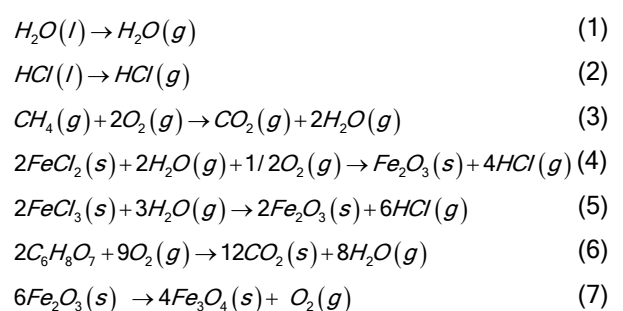 H₂O(l) → H₂O(g) (1)
HCl(l) → HCl(g) (2)
CH₄(g) + 2O₂(g) → CO₂(g) + 2H₂O(g) (3)
2FeCl₂(s) + 2H₂O(g) + 1/2O₂(g) → Fe₂O₃(s) + 4HCl(g) (4)
2FeCl₃(s) + 3H₂O(g) → 2Fe₂O₃(s) + 6HCl(g) (5)
2C₆H₈O₇ + 9O₂(g) → 12CO₂(s) + 8H₂O(g) (6)
6Fe₂O₃(s) → 4Fe₃O₄(s) + O₂(g) (7)